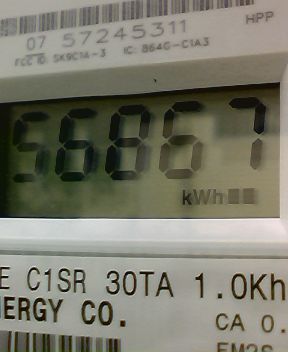 HPP
07 57245311
FCC ID: SK9C1A-3 IC: 864G-C1A3
56867
kWh
E C1SR 30TA 1.0Kh
NERGY CO.
CA 0.